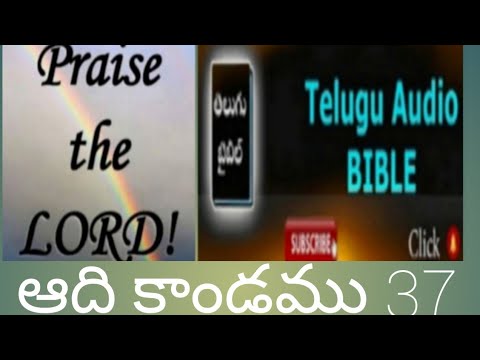 Praise
the
LORD!
తెలుగు
బైబిల్
Telugu Audio
BIBLE
SUBSCRIBE
Click
ఆది కాండము 37